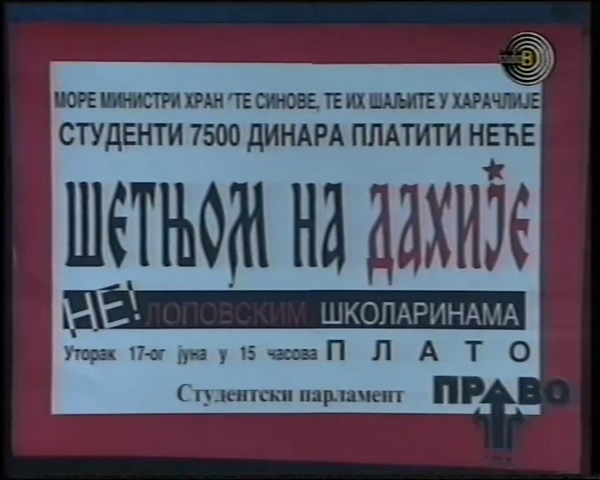 МОРЕ МИНИСТРИ ХРАН'ТЕ СИНОВЕ, ТЕ ИХ ШАЉИТЕ У ХАРАЧЛИЈЕ
СТУДЕНТИ 7500 ДИНАРА ПЛАТИТИ НЕЋЕ
ШЕТЊОМ НА ДАХИЈЕ
НЕ! ЛОПОВСКИМ ШКОЛАРИНАМА
Уторак 17-ог јуна у 15 часова ПЛАТО
Студентски парламент
ПРАВО